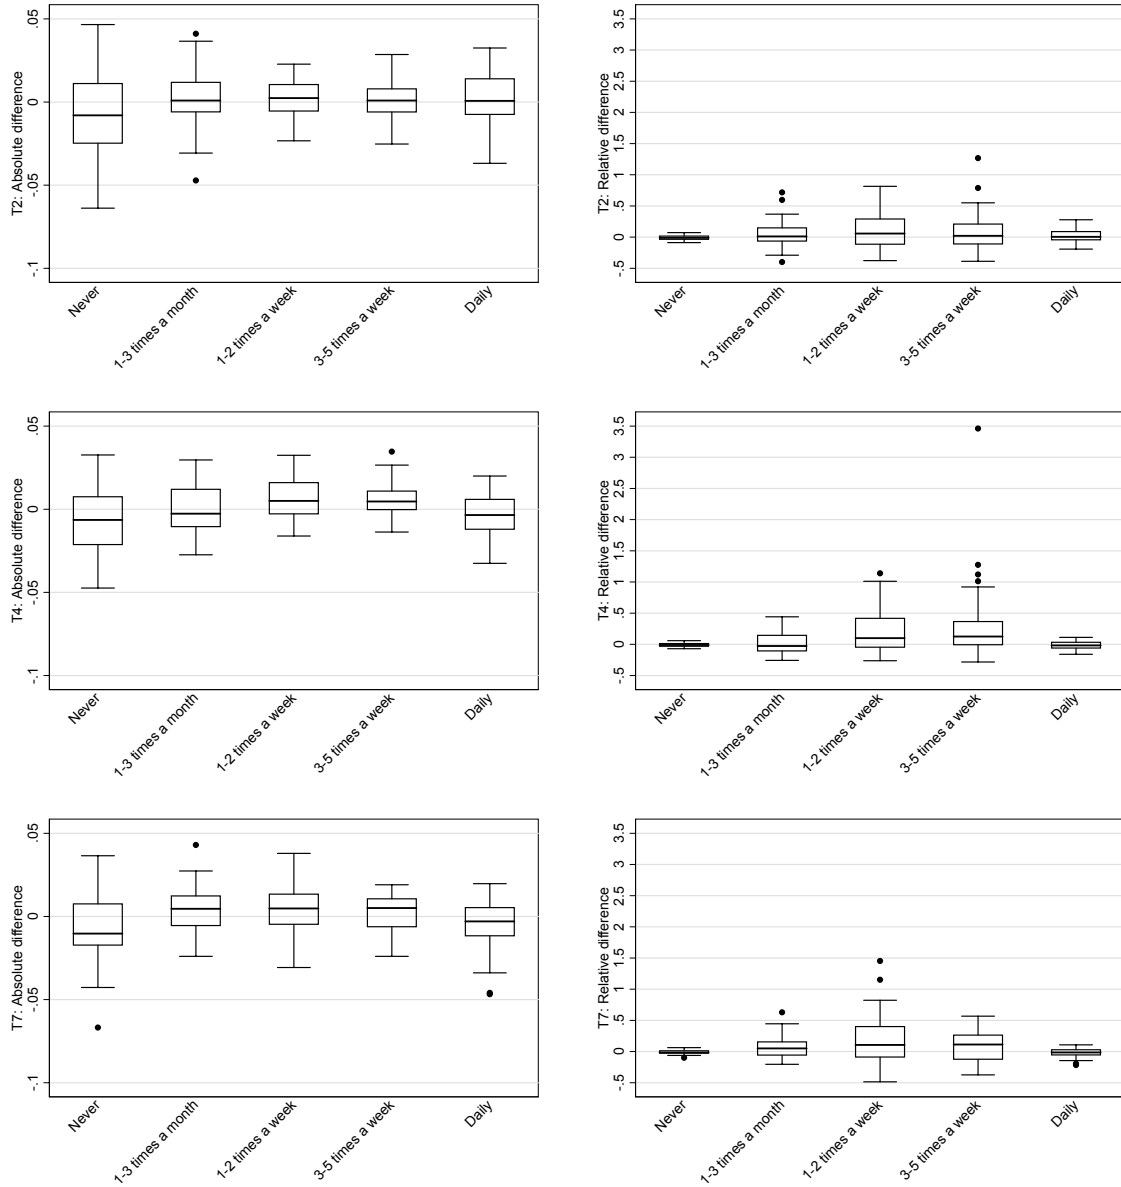 T2: Absolute difference
.05
0
-.05
-.1
Never
1-3 times a month
1-2 times a week
3-5 times a week
Daily
T2: Relative difference
3.5
3
2.5
2
1.5
1
.5
0
-.5
Never
1-3 times a month
1-2 times a week
3-5 times a week
Daily
T4: Absolute difference
.05
0
-.05
-.1
Never
1-3 times a month
1-2 times a week
3-5 times a week
Daily
T4: Relative difference
3.5
3
2.5
2
1.5
1
.5
0
-.5
Never
1-3 times a month
1-2 times a week
3-5 times a week
Daily
T7: Absolute difference
.05
0
-.05
-.1
Never
1-3 times a month
1-2 times a week
3-5 times a week
Daily
T7: Relative difference
3.5
3
2.5
2
1.5
1
.5
0
-.5
Never
1-3 times a month
1-2 times a week
3-5 times a week
Daily